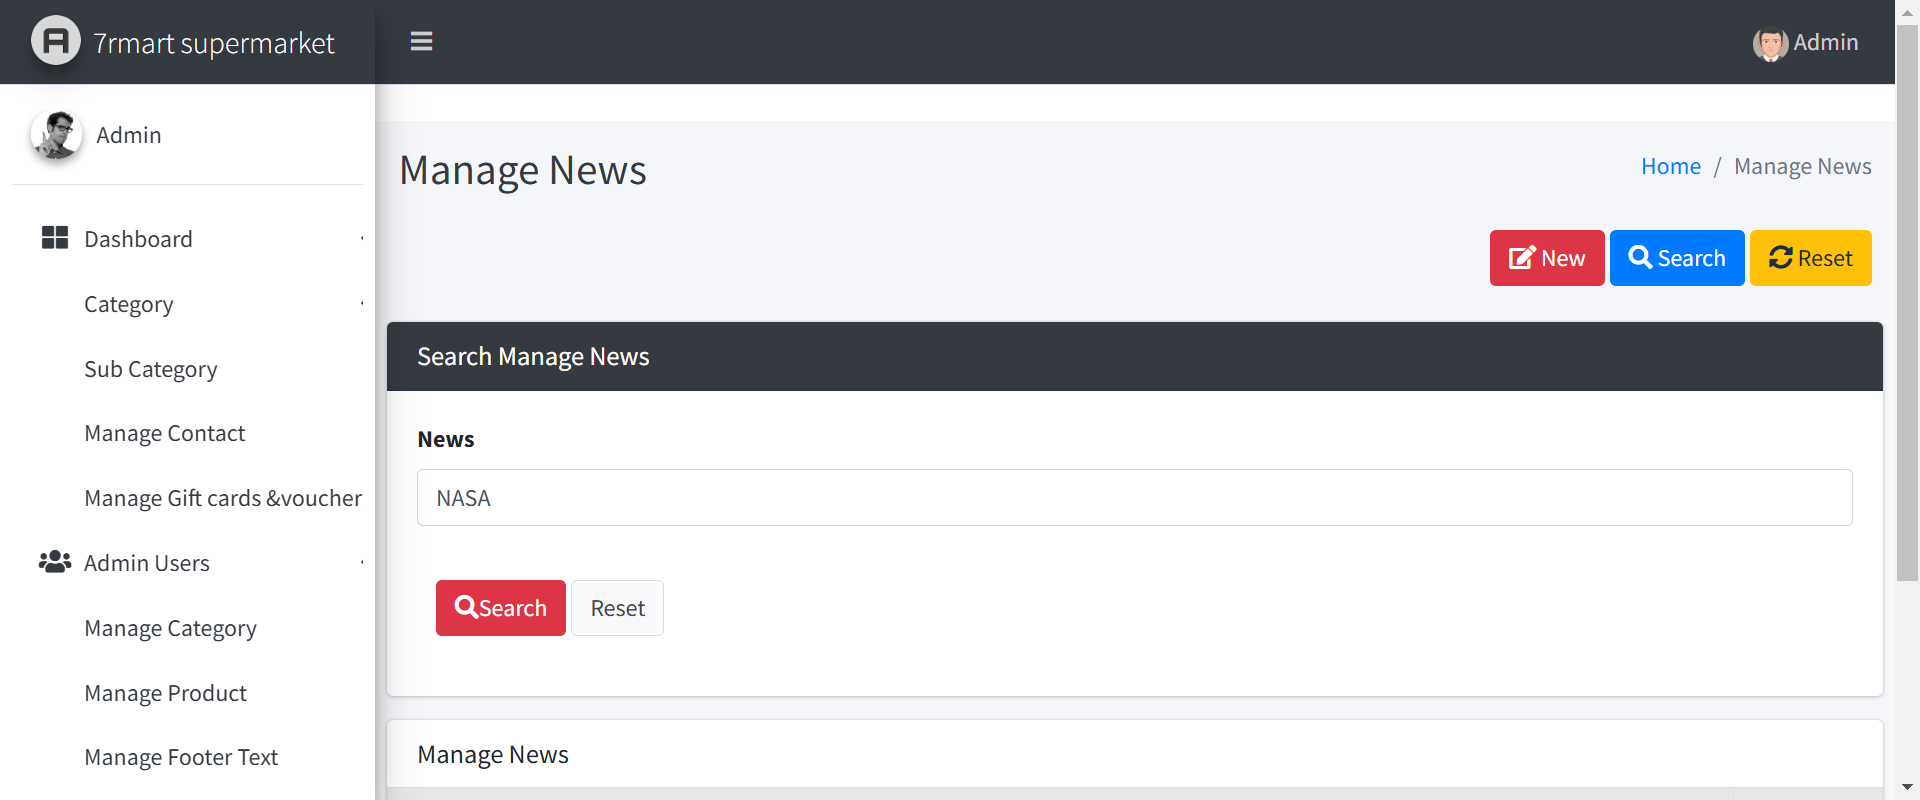 7rmart supermarket
Admin
Admin
Dashboard
Category
Sub Category
Manage Contact
Manage Gift cards &voucher
Admin Users
Manage Category
Manage Product
Manage Footer Text
Manage News
Home / Manage News
New
Search
Reset
Search Manage News
News
NASA
Search
Reset
Manage News